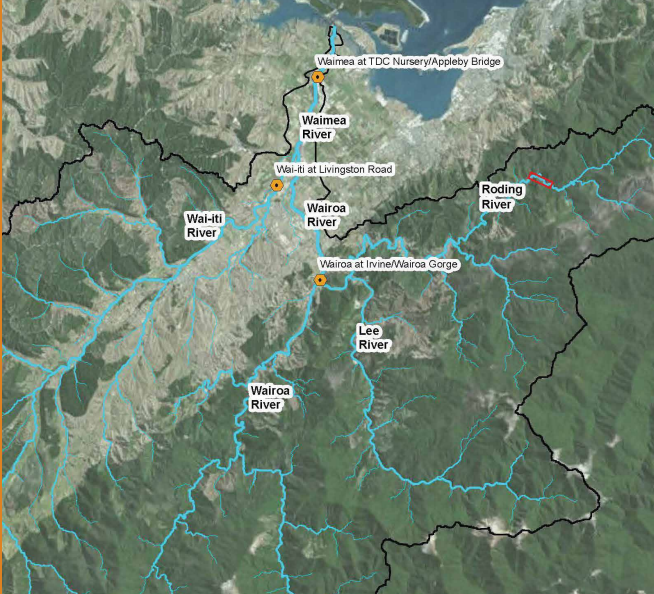 Waimea at TDC Nursery/Appleby Bridge
Waimea
River
Wai-iti at Livingston Road
Roding
River
Wai-iti
River
Wairoa
River
Wairoa at Irvine/Wairoa Gorge
Lee
River
Wairoa
River